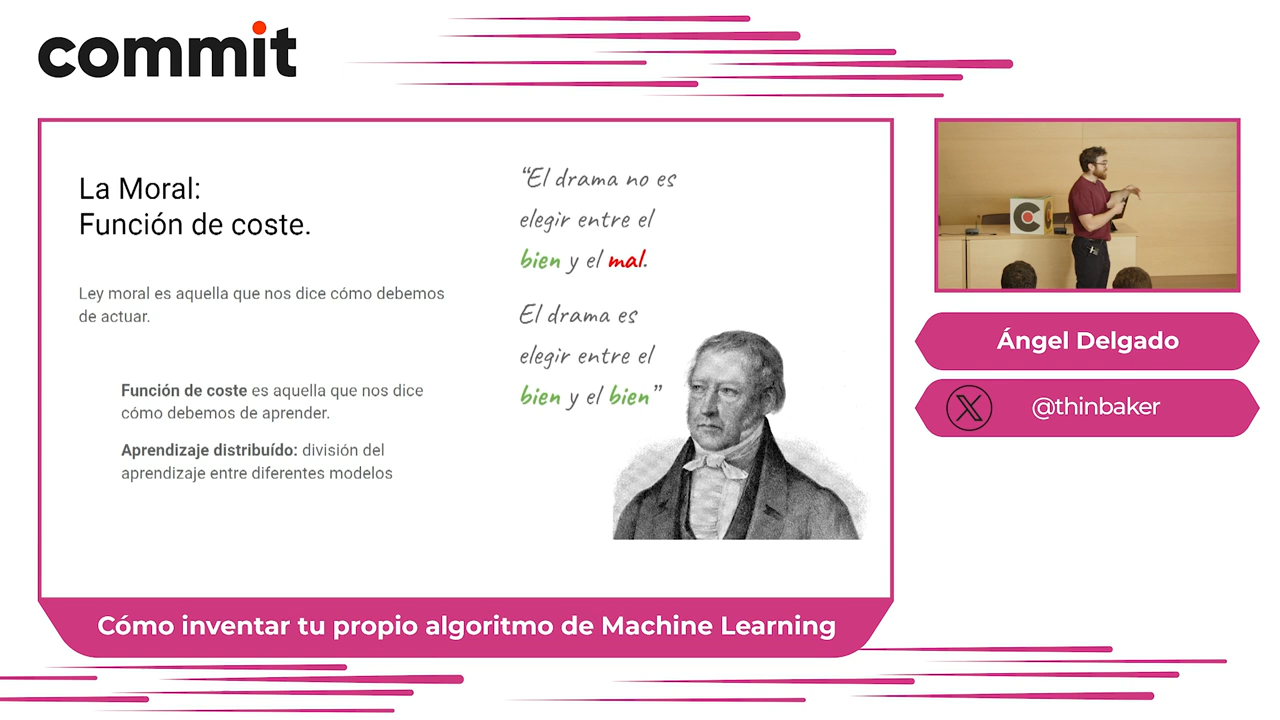 commit
La Moral:
Función de coste.
Ley moral es aquella que nos dice cómo debemos
de actuar.
Función de coste es aquella que nos dice
cómo debemos de aprender.
Aprendizaje distribuído: división del
aprendizaje entre diferentes modelos
“El drama no es
elegir entre el
bien y el mal.
El drama es
elegir entre el
bien y el bien”
Ángel Delgado
@thinbaker
Cómo inventar tu propio algoritmo de Machine Learning